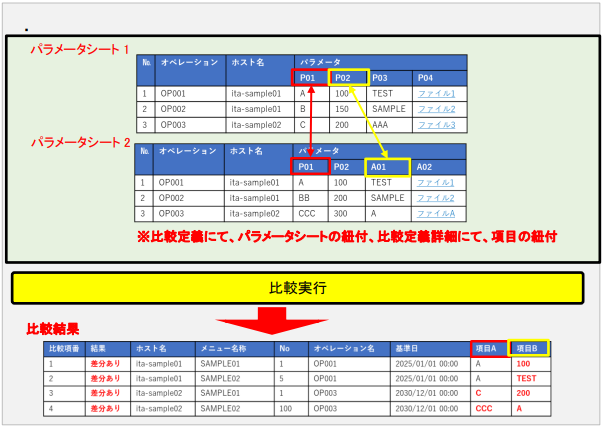 .
パラメータシート 1
No. オペレーション ホスト名 パラメータ
P01 P02 P03 P04
1 OP001 ita-sample01 A 100 TEST ファイル1
2 OP002 ita-sample01 B 150 SAMPLE ファイル2
3 OP003 ita-sample02 C 200 AAA ファイル3
パラメータシート 2
No. オペレーション ホスト名 パラメータ
P01 P02 A01 A02
1 OP001 ita-sample01 A 100 TEST ファイル1
2 OP002 ita-sample01 BB 200 SAMPLE ファイル2
3 OP003 ita-sample02 CCC 300 A ファイルA
※比較定義にて、パラメータシートの紐付、比較定義詳細にて、項目の紐付
比較実行
比較結果
比較項番 結果 ホスト名 メニュー名称 No オペレーション名 基準日 項目A 項目B
1 差分あり ita-sample01 SAMPLE01 1 OP001 2025/01/01 00:00 A 100
2 差分あり ita-sample01 SAMPLE02 5 OP001 2025/01/01 00:00 A TEST
3 差分あり ita-sample02 SAMPLE01 1 OP003 2030/12/01 00:00 C 200
4 差分あり ita-sample02 SAMPLE02 100 OP003 2030/12/01 00:00 CCC A